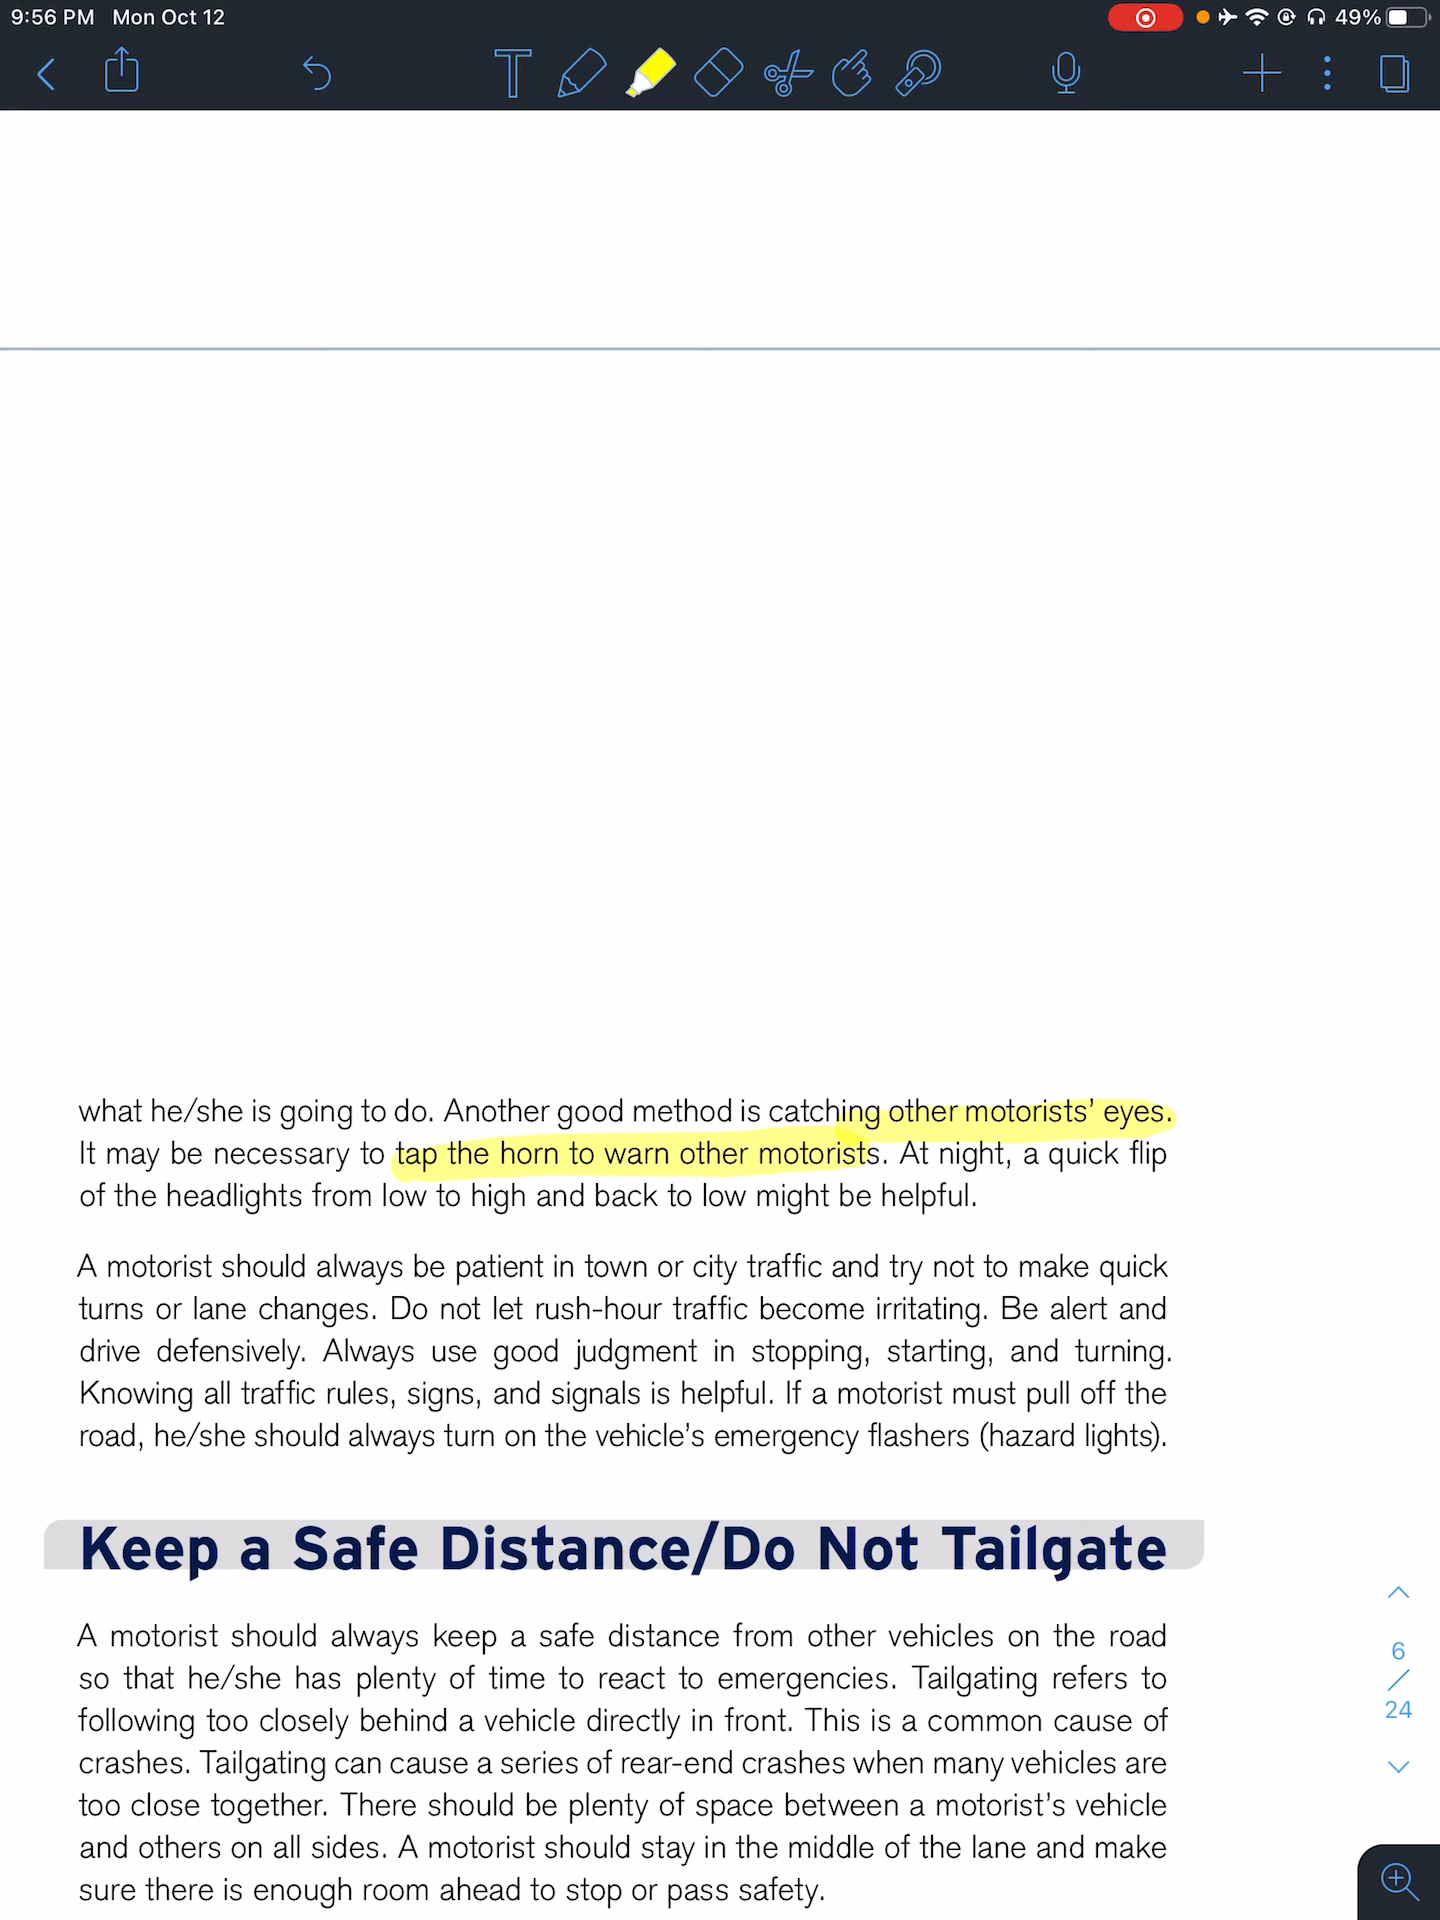 9:56 PM Mon Oct 12
49%
T
what he/she is going to do. Another good method is catching other motorists' eyes.
It may be necessary to tap the horn to warn other motorists. At night, a quick flip
of the headlights from low to high and back to low might be helpful.
A motorist should always be patient in town or city traffic and try not to make quick
turns or lane changes. Do not let rush-hour traffic become irritating. Be alert and
drive defensively. Always use good judgment in stopping, starting, and turning.
Knowing all traffic rules, signs, and signals is helpful. If a motorist must pull off the
road, he/she should always turn on the vehicle's emergency flashers (hazard lights).
Keep a Safe Distance/Do Not Tailgate
A motorist should always keep a safe distance from other vehicles on the road
so that he/she has plenty of time to react to emergencies. Tailgating refers to
following too closely behind a vehicle directly in front. This is a common cause of
crashes. Tailgating can cause a series of rear-end crashes when many vehicles are
too close together. There should be plenty of space between a motorist's vehicle
and others on all sides. A motorist should stay in the middle of the lane and make
sure there is enough room ahead to stop or pass safety.
6
/
24